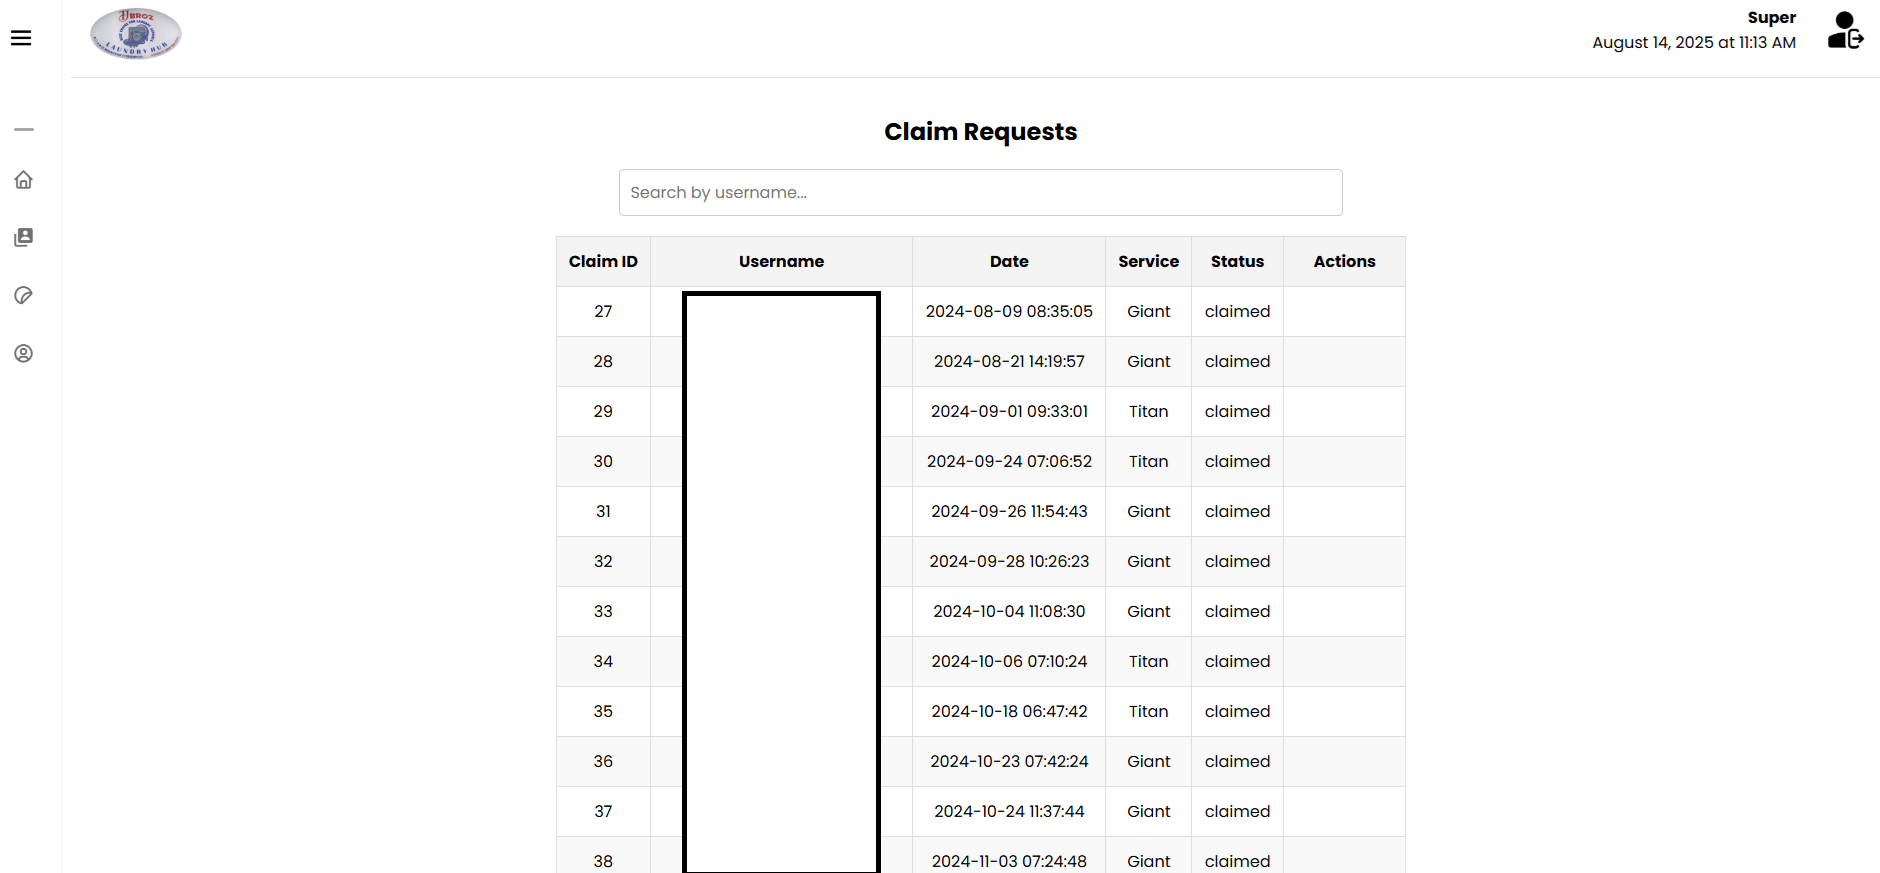 YBROZ
LAUNDRY HUB
Super
August 14, 2025 at 11:13 AM
Claim Requests
Search by username...
Claim ID Username Date Service Status Actions
27 2024-08-09 08:35:05 Giant claimed
28 2024-08-21 14:19:57 Giant claimed
29 2024-09-01 09:33:01 Titan claimed
30 2024-09-24 07:06:52 Titan claimed
31 2024-09-26 11:54:43 Giant claimed
32 2024-09-28 10:26:23 Giant claimed
33 2024-10-04 11:08:30 Giant claimed
34 2024-10-06 07:10:24 Titan claimed
35 2024-10-18 06:47:42 Titan claimed
36 2024-10-23 07:42:24 Giant claimed
37 2024-10-24 11:37:44 Giant claimed
38 2024-11-03 07:24:48 Giant claimed